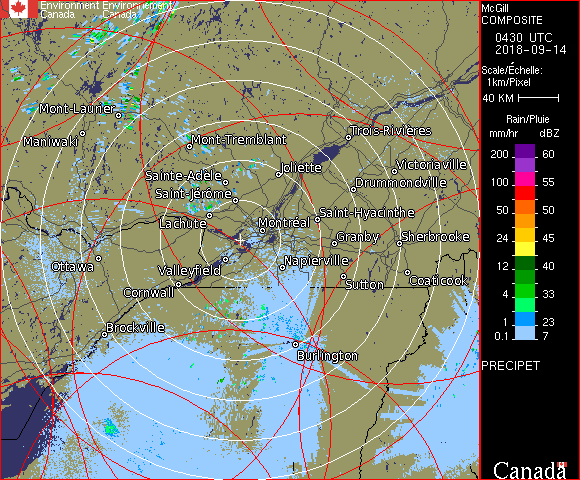 Environment Environnement
Canada Canada
McGill
COMPOSITE
0430 UTC
2018-09-14
Scale/Échelle:
1km/Pixel
40 KM
Rain/Pluie
mm/hr dBZ
200 60
100 55
50 50
24 45
12 40
4 33
1 23
0.1 7
PRECIPET
Mont-Laurier
Maniwaki
Mont-Tremblant
Trois-Rivières
Joliette
Victoriaville
Sainte-Adèle
Drummondville
Saint-Jérôme
Saint-Hyacinthe
Lachute
Montréal
Granby
Sherbrooke
Ottawa
Valleyfield
Napierville
Sutton
Coaticook
Cornwall
Brockville
Burlington
Canada